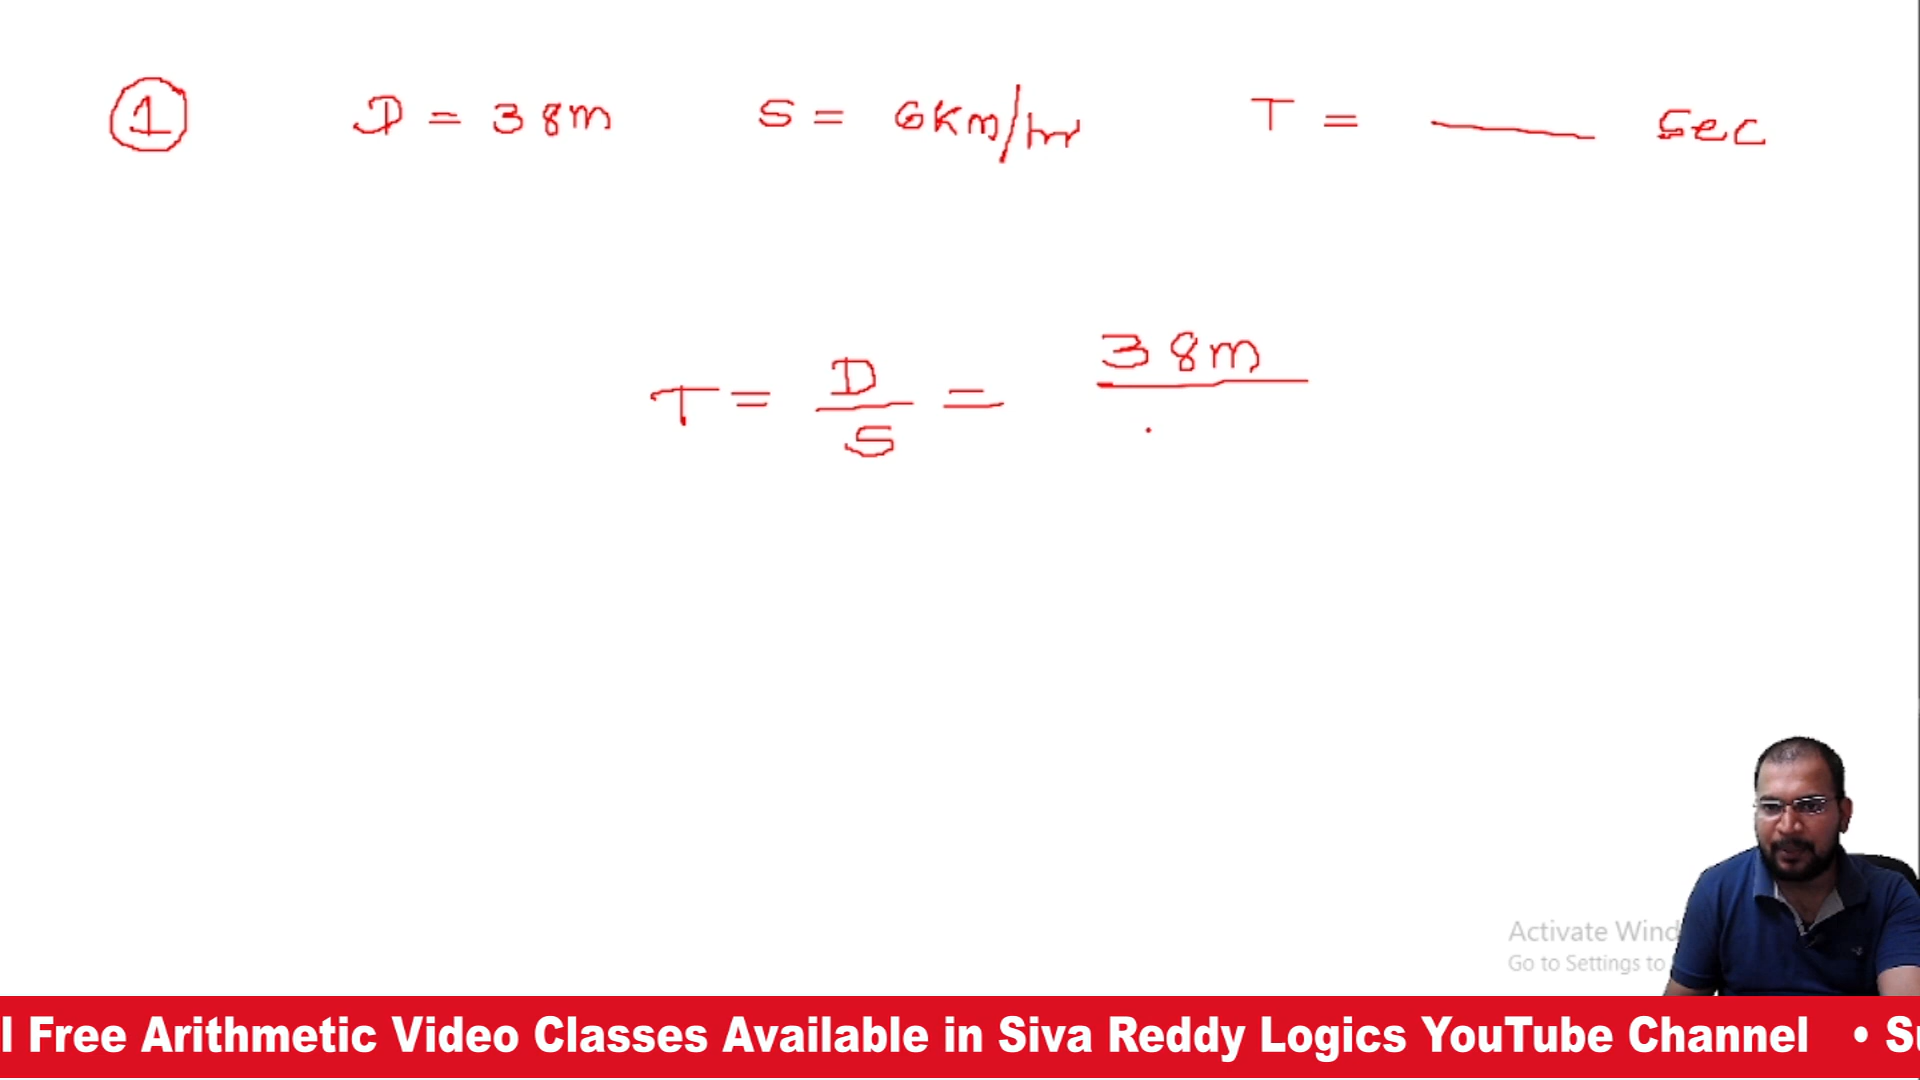 1 D = 38m S = 6Km/hr T = ____ Sec
T = D/S = 38m
Activate Wind
Go to Settings to
l Free Arithmetic Video Classes Available in Siva Reddy Logics YouTube Channel •